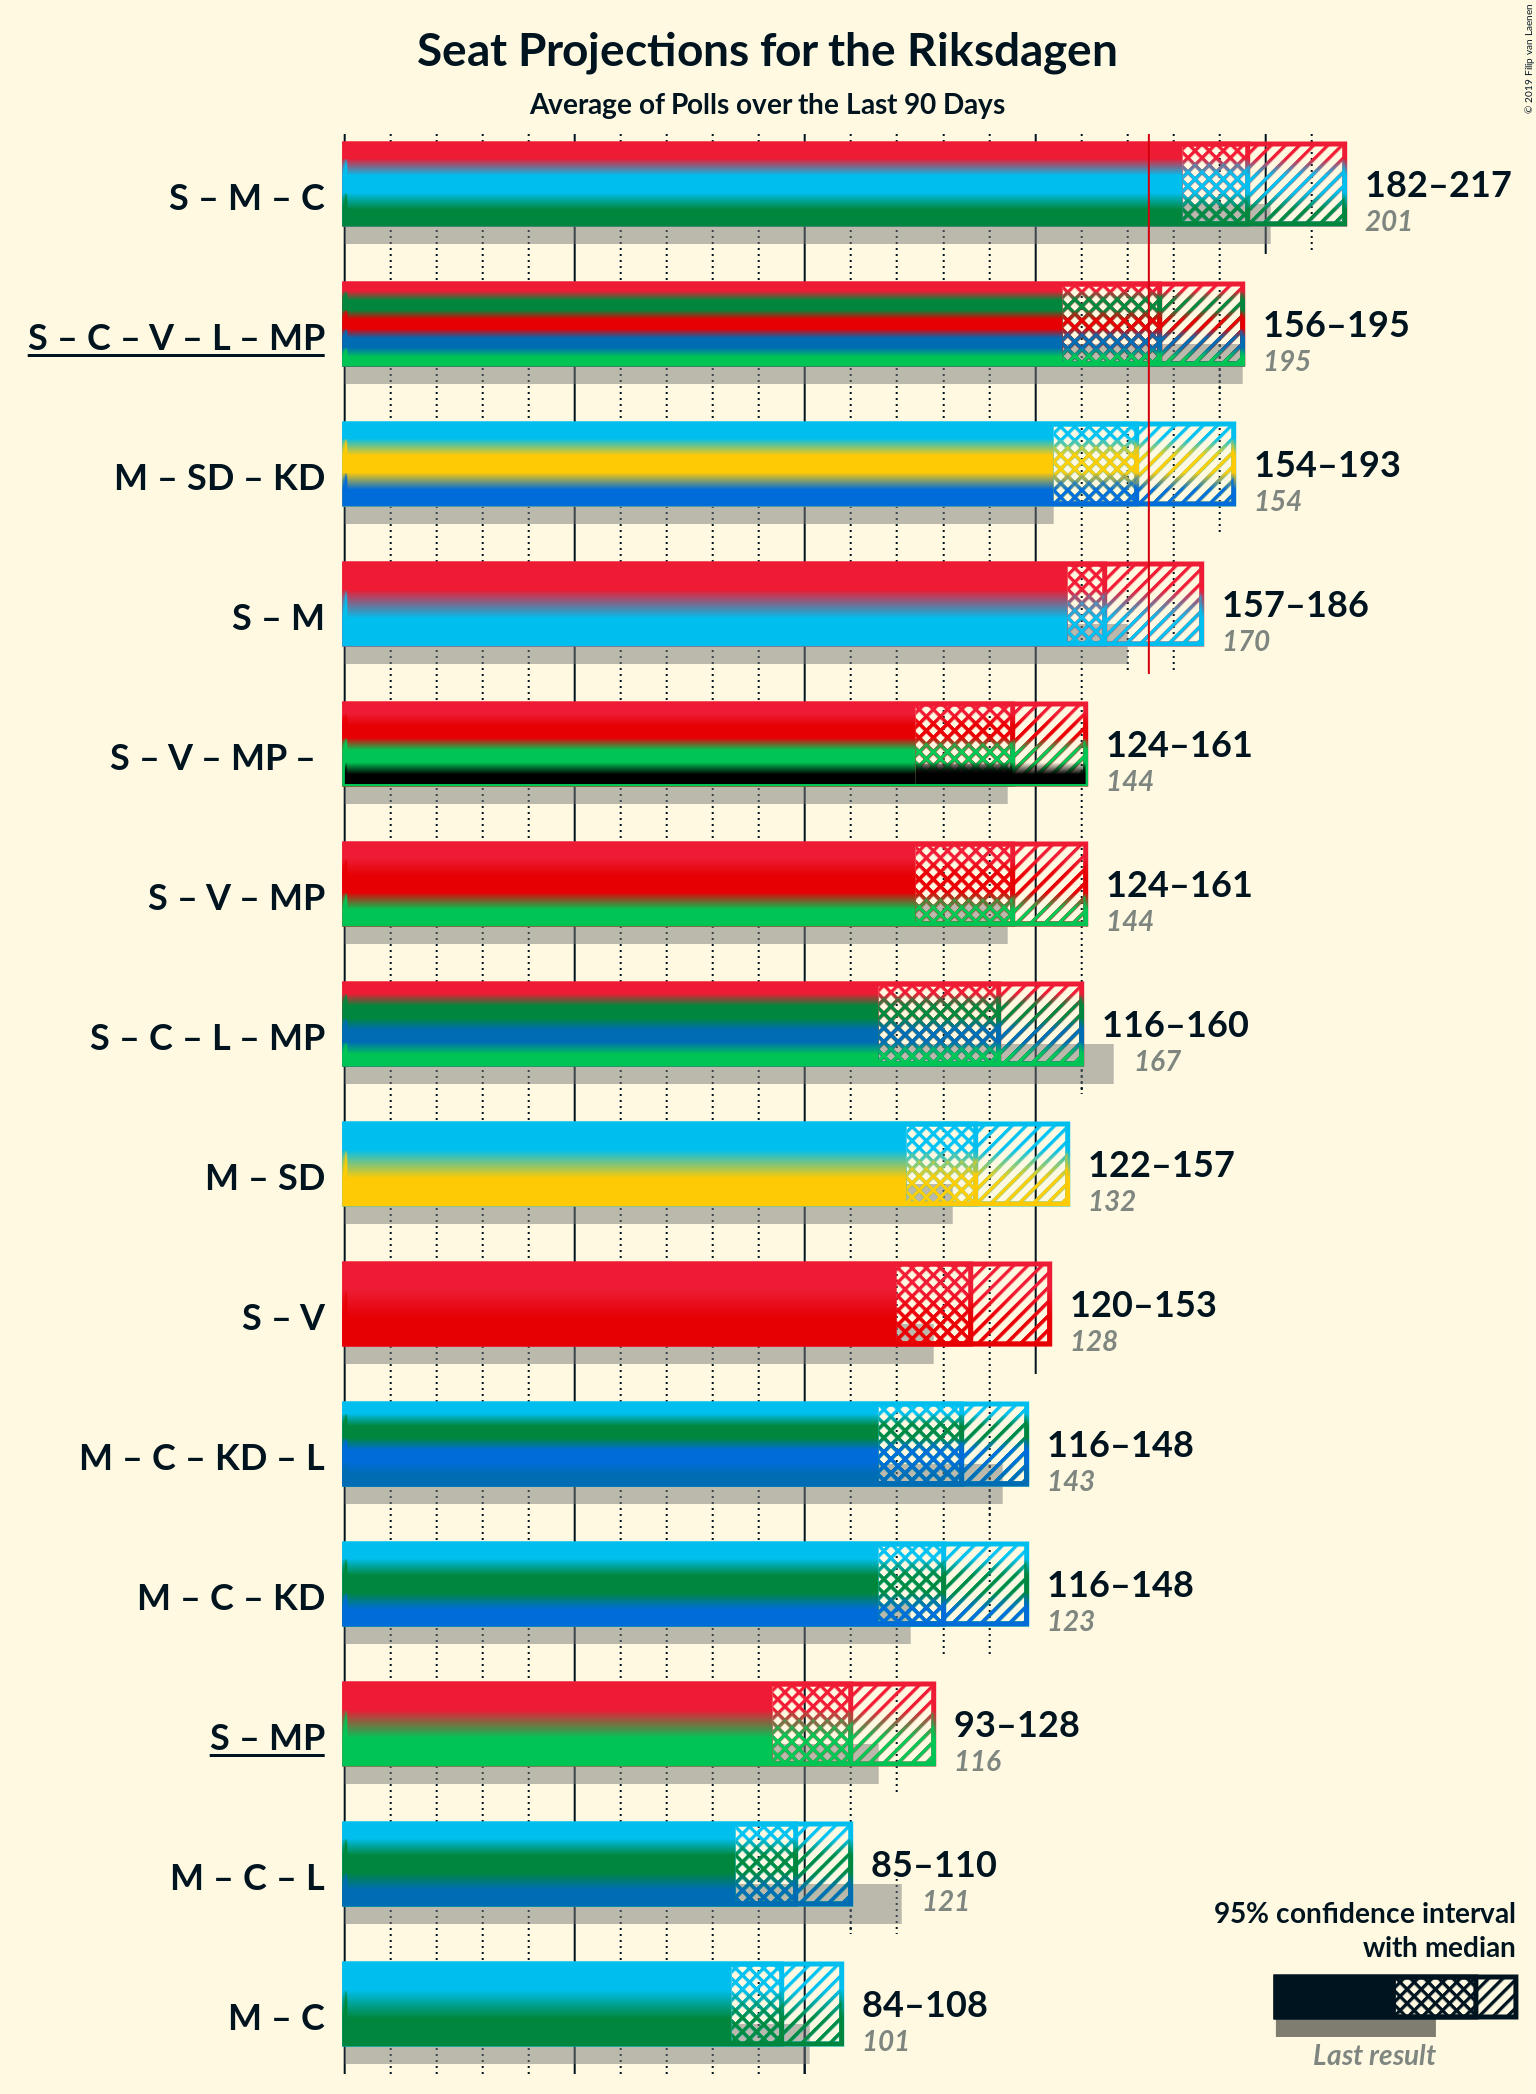 Seat Projections for the Riksdagen
Average of Polls over the Last 90 Days
© 2019 Filip van Laenen
S – M – C
182–217
201
S – C – V – L – MP
156–195
195
M – SD – KD
154–193
154
S – M
157–186
170
S – V – MP –
124–161
144
S – V – MP
124–161
144
S – C – L – MP
116–160
167
M – SD
122–157
132
S – V
120–153
128
M – C – KD – L
116–148
143
M – C – KD
116–148
123
S – MP
93–128
116
M – C – L
85–110
121
M – C
84–108
101
95% confidence interval
with median
Last result